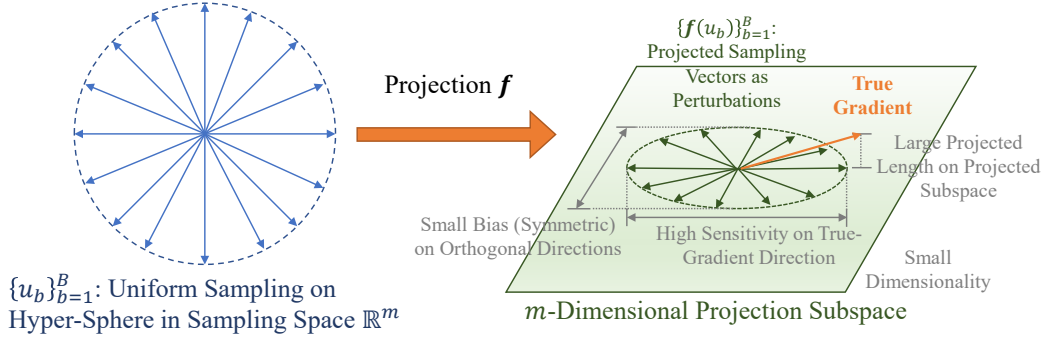 {u_b}_{b=1}^B: Uniform Sampling on
Hyper-Sphere in Sampling Space ℝ^m
Projection f
{f(u_b)}_{b=1}^B:
Projected Sampling
Vectors as
Perturbations
True
Gradient
Large Projected
Length on Projected
Subspace
Small Bias (Symmetric)
on Orthogonal Directions
High Sensitivity on True-
Gradient Direction
Small
Dimensionality
m-Dimensional Projection Subspace